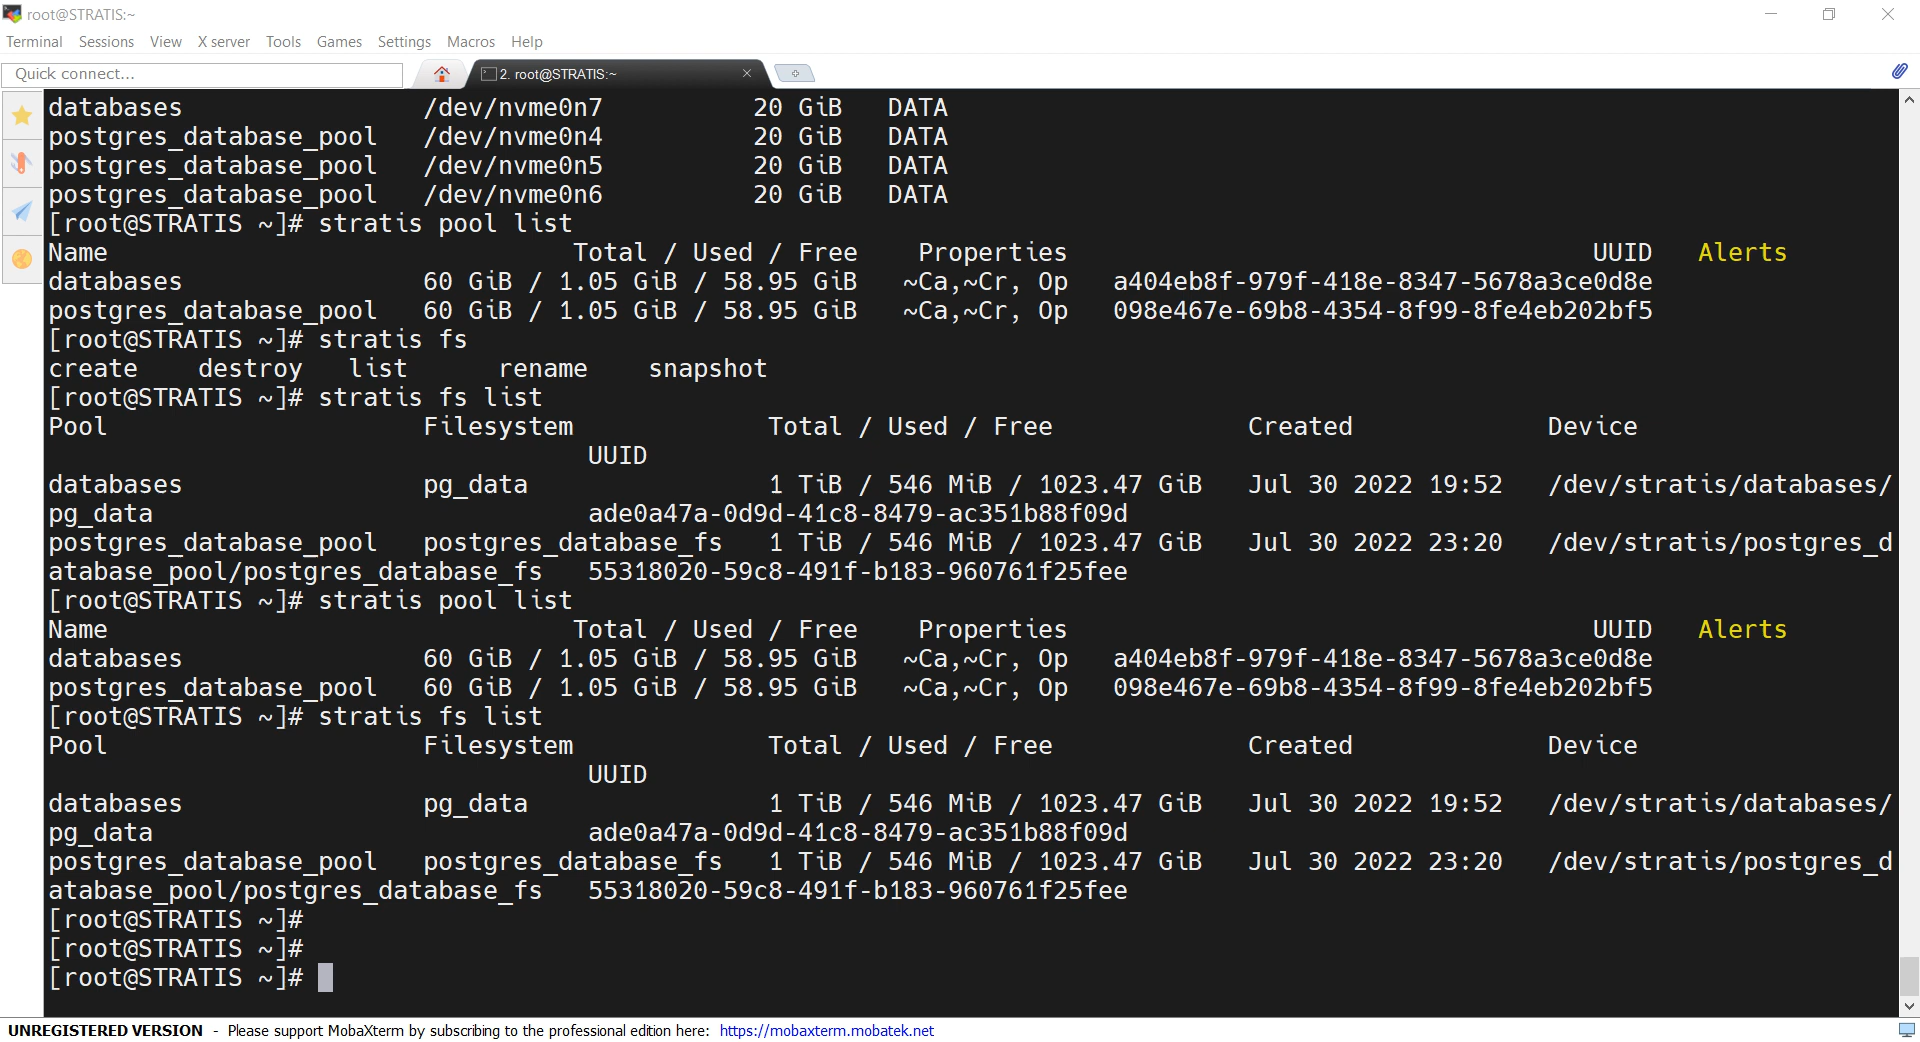 root@STRATIS:~
Terminal Sessions View X server Tools Games Settings Macros Help
Quick connect...
2. root@STRATIS:~
databases                /dev/nvme0n7          20 GiB   DATA
postgres_database_pool   /dev/nvme0n4          20 GiB   DATA
postgres_database_pool   /dev/nvme0n5          20 GiB   DATA
postgres_database_pool   /dev/nvme0n6          20 GiB   DATA
[root@STRATIS ~]# stratis pool list
Name                               Total / Used / Free    Properties                                   UUID   Alerts
databases                60 GiB / 1.05 GiB / 58.95 GiB   ~Ca,~Cr, Op   a404eb8f-979f-418e-8347-5678a3ce0d8e
postgres_database_pool   60 GiB / 1.05 GiB / 58.95 GiB   ~Ca,~Cr, Op   098e467e-69b8-4354-8f99-8fe4eb202bf5
[root@STRATIS ~]# stratis fs
create    destroy   list      rename    snapshot
[root@STRATIS ~]# stratis fs list
Pool                     Filesystem             Total / Used / Free             Created             Device
                                    UUID
databases                pg_data                1 TiB / 546 MiB / 1023.47 GiB   Jul 30 2022 19:52   /dev/stratis/databases/
pg_data                             ade0a47a-0d9d-41c8-8479-ac351b88f09d
postgres_database_pool   postgres_database_fs   1 TiB / 546 MiB / 1023.47 GiB   Jul 30 2022 23:20   /dev/stratis/postgres_d
atabase_pool/postgres_database_fs   55318020-59c8-491f-b183-960761f25fee
[root@STRATIS ~]# stratis pool list
Name                               Total / Used / Free    Properties                                   UUID   Alerts
databases                60 GiB / 1.05 GiB / 58.95 GiB   ~Ca,~Cr, Op   a404eb8f-979f-418e-8347-5678a3ce0d8e
postgres_database_pool   60 GiB / 1.05 GiB / 58.95 GiB   ~Ca,~Cr, Op   098e467e-69b8-4354-8f99-8fe4eb202bf5
[root@STRATIS ~]# stratis fs list
Pool                     Filesystem             Total / Used / Free             Created             Device
                                    UUID
databases                pg_data                1 TiB / 546 MiB / 1023.47 GiB   Jul 30 2022 19:52   /dev/stratis/databases/
pg_data                             ade0a47a-0d9d-41c8-8479-ac351b88f09d
postgres_database_pool   postgres_database_fs   1 TiB / 546 MiB / 1023.47 GiB   Jul 30 2022 23:20   /dev/stratis/postgres_d
atabase_pool/postgres_database_fs   55318020-59c8-491f-b183-960761f25fee
[root@STRATIS ~]#
[root@STRATIS ~]#
[root@STRATIS ~]#
UNREGISTERED VERSION - Please support MobaXterm by subscribing to the professional edition here: https://mobaxterm.mobatek.net